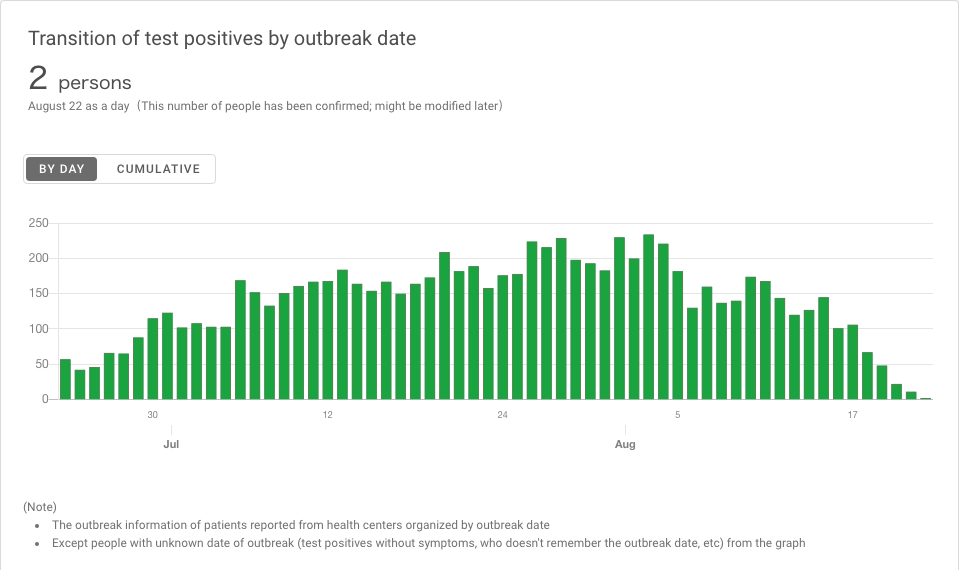 Transition of test positives by outbreak date
2 persons
August 22 as a day（This number of people has been confirmed; might be modified later）
BY DAY CUMULATIVE
250
200
150
100
50
0
30 12 24 5 17
Jul Aug
(Note)
• The outbreak information of patients reported from health centers organized by outbreak date
• Except people with unknown date of outbreak (test positives without symptoms, who doesn't remember the outbreak date, etc) from the graph